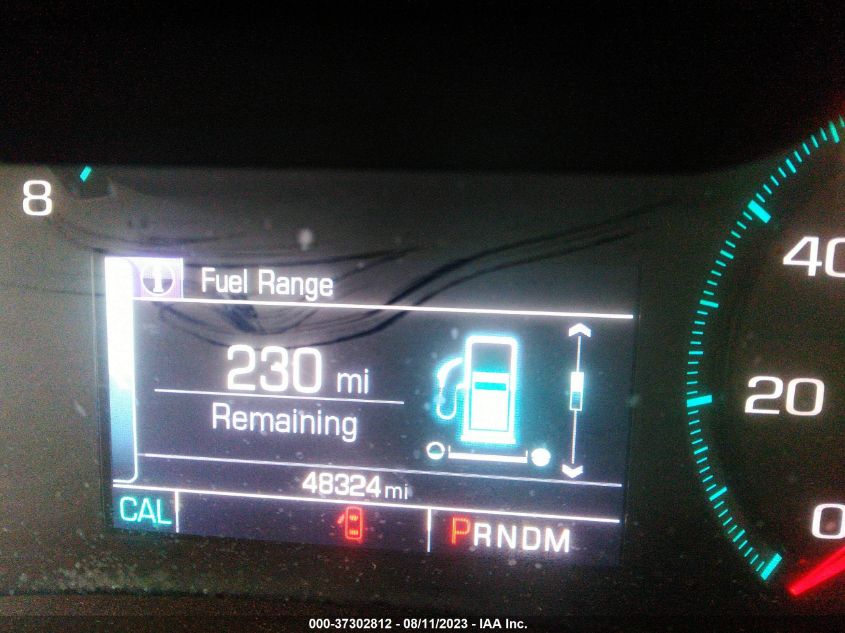 8
Fuel Range
230 mi
Remaining
48324 mi
CAL
PRNDM
40
20
0
000-37302812 - 08/11/2023 - IAA Inc.